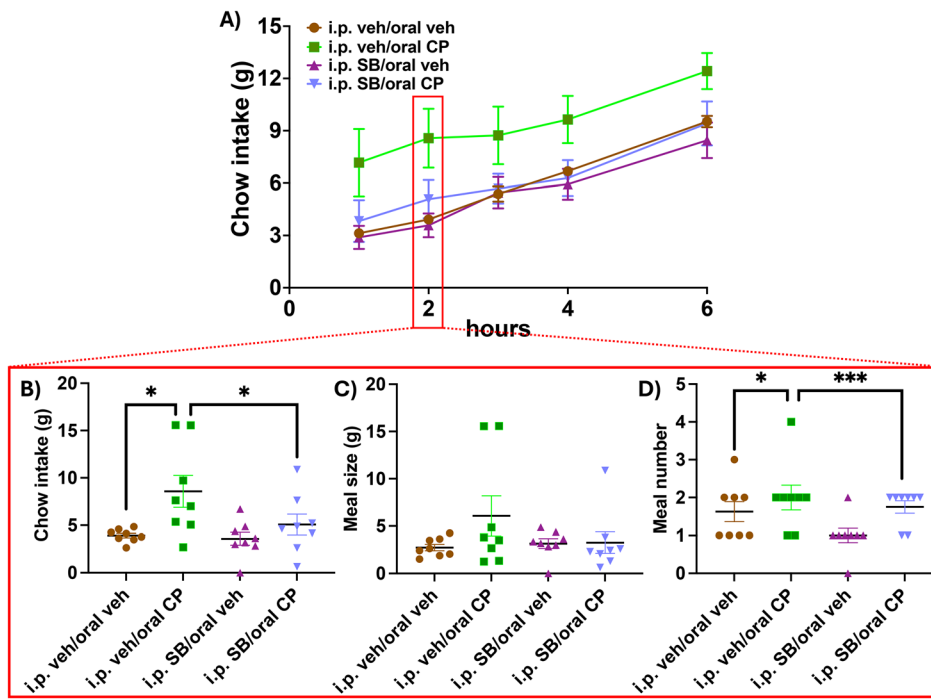 A)
i.p. veh/oral veh
i.p. veh/oral CP
i.p. SB/oral veh
i.p. SB/oral CP
Chow intake (g)
15
12
9
6
3
0
0 2 4 6
hours
B)
Chow intake (g)
20
15
10
5
0
* *
i.p. veh/oral veh
i.p. veh/oral CP
i.p. SB/oral veh
i.p. SB/oral CP
C)
Meal size (g)
20
15
10
5
0
i.p. veh/oral veh
i.p. veh/oral CP
i.p. SB/oral veh
i.p. SB/oral CP
D)
Meal number
5
4
3
2
1
0
* ***
i.p. veh/oral veh
i.p. veh/oral CP
i.p. SB/oral veh
i.p. SB/oral CP